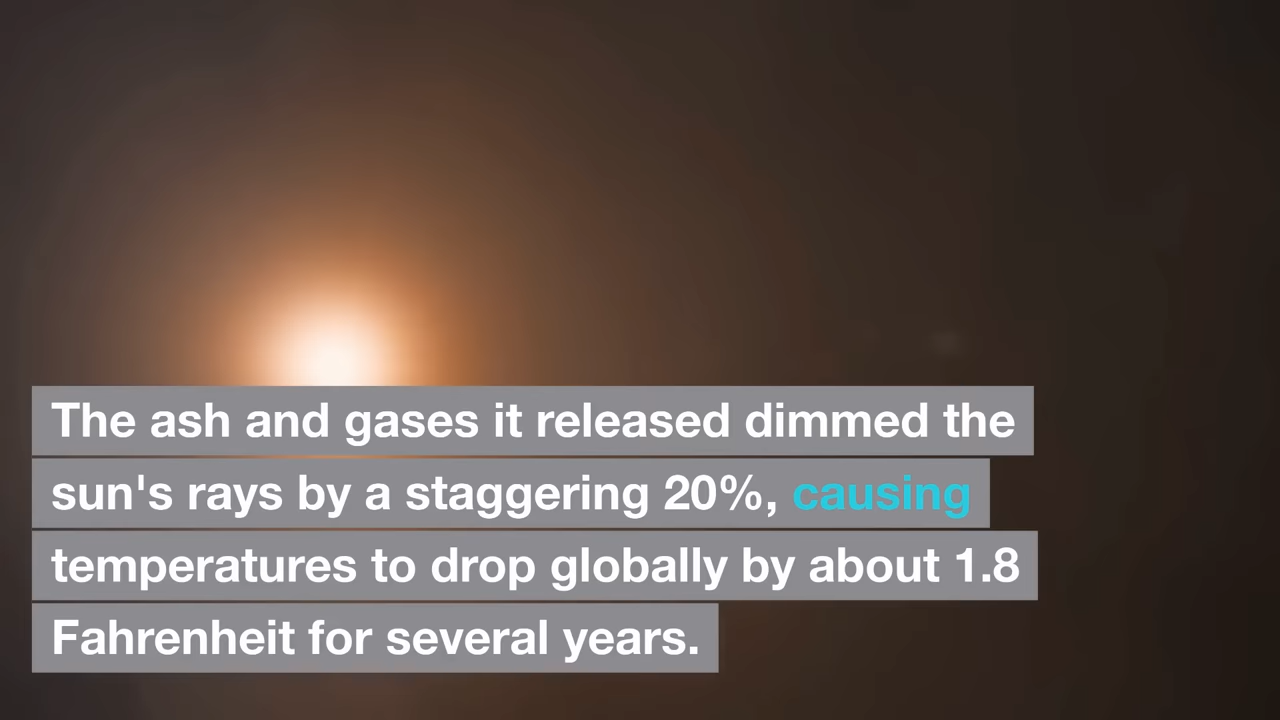 The ash and gases it released dimmed the
sun's rays by a staggering 20%, causing
temperatures to drop globally by about 1.8
Fahrenheit for several years.